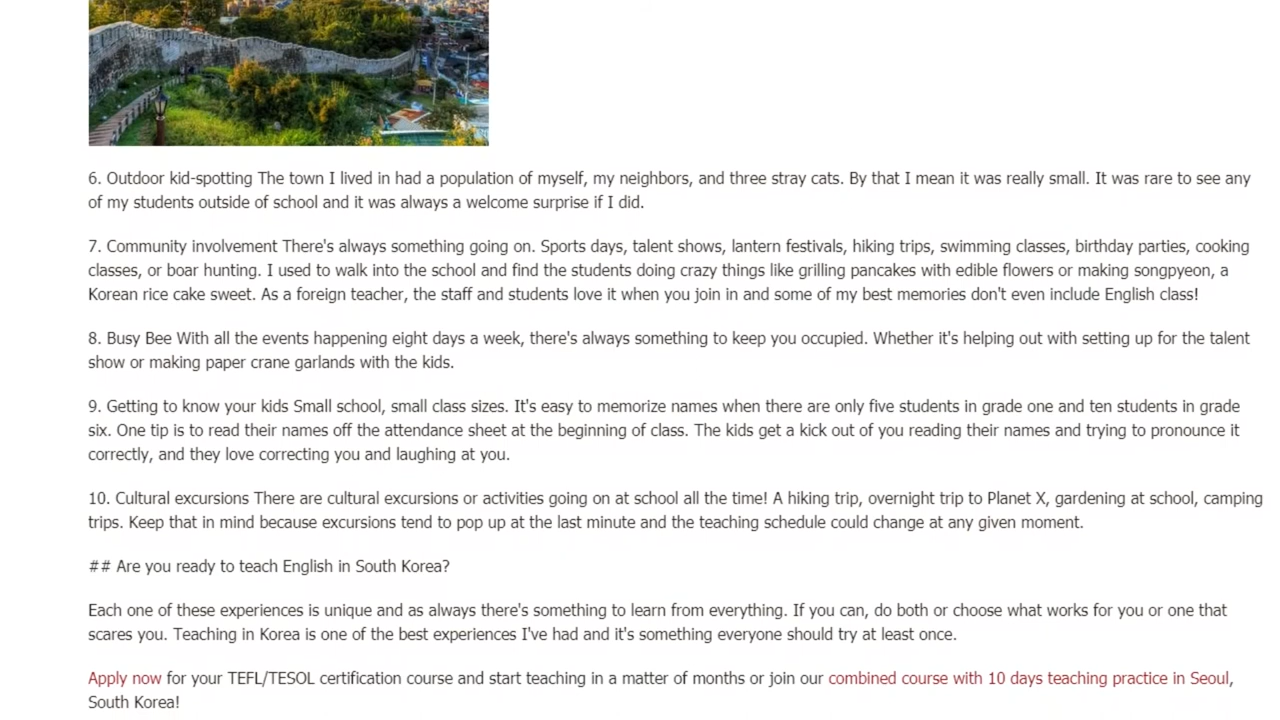 6. Outdoor kid-spotting The town I lived in had a population of myself, my neighbors, and three stray cats. By that I mean it was really small. It was rare to see any
of my students outside of school and it was always a welcome surprise if I did.
7. Community involvement There's always something going on. Sports days, talent shows, lantern festivals, hiking trips, swimming classes, birthday parties, cooking
classes, or boar hunting. I used to walk into the school and find the students doing crazy things like grilling pancakes with edible flowers or making songpyeon, a
Korean rice cake sweet. As a foreign teacher, the staff and students love it when you join in and some of my best memories don't even include English class!
8. Busy Bee With all the events happening eight days a week, there's always something to keep you occupied. Whether it's helping out with setting up for the talent
show or making paper crane garlands with the kids.
9. Getting to know your kids Small school, small class sizes. It's easy to memorize names when there are only five students in grade one and ten students in grade
six. One tip is to read their names off the attendance sheet at the beginning of class. The kids get a kick out of you reading their names and trying to pronounce it
correctly, and they love correcting you and laughing at you.
10. Cultural excursions There are cultural excursions or activities going on at school all the time! A hiking trip, overnight trip to Planet X, gardening at school, camping
trips. Keep that in mind because excursions tend to pop up at the last minute and the teaching schedule could change at any given moment.
## Are you ready to teach English in South Korea?
Each one of these experiences is unique and as always there's something to learn from everything. If you can, do both or choose what works for you or one that
scares you. Teaching in Korea is one of the best experiences I've had and it's something everyone should try at least once.
Apply now for your TEFL/TESOL certification course and start teaching in a matter of months or join our combined course with 10 days teaching practice in Seoul,
South Korea!